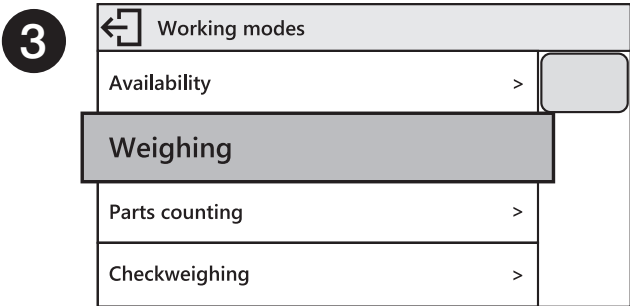 3
Working modes
Availability >
Weighing
Parts counting >
Checkweighing >